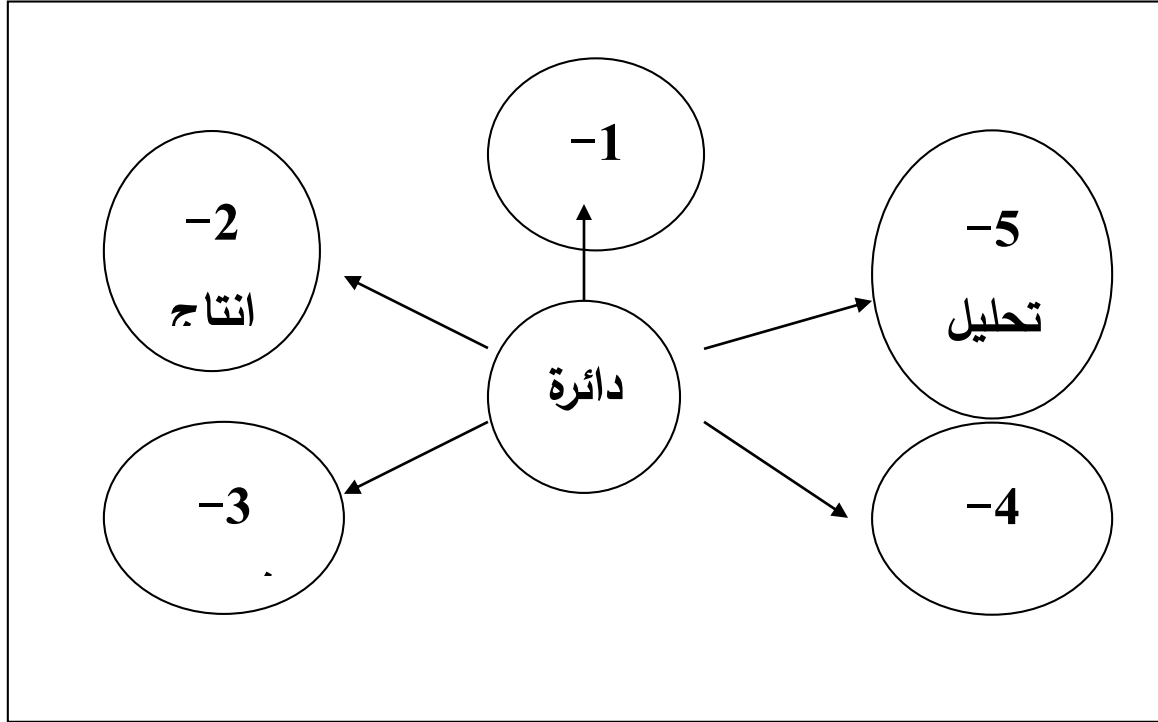 1-
2-
انتاج
5-
تحليل
دائرة
3-
4-